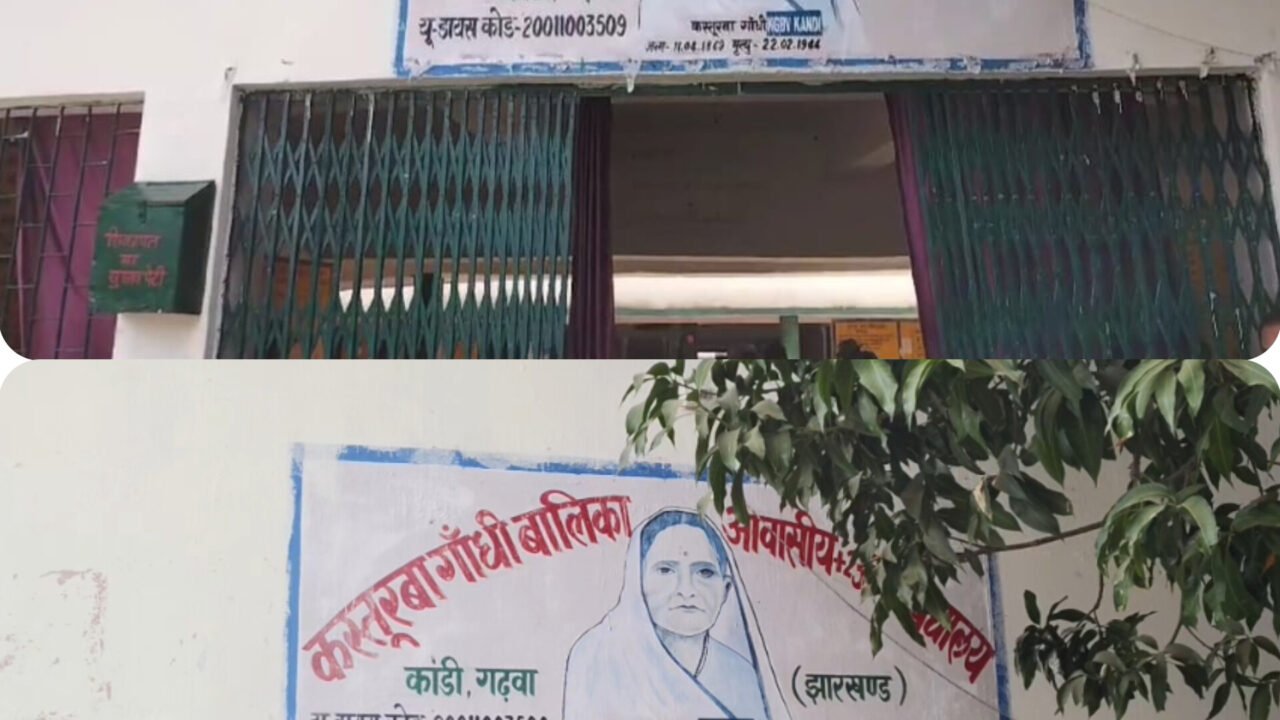 यू-डायस कोड-20011003509
कस्तूरबा गाँधी KGBV KANDI
जन्म- 11.04.1869 मृत्यु- 22.02.1944
शिकायत
या
सुझाव पेटी
कस्तूरबा गाँधी बालिका आवासीय +2
कांडी, गढ़वा
(झारखण्ड)